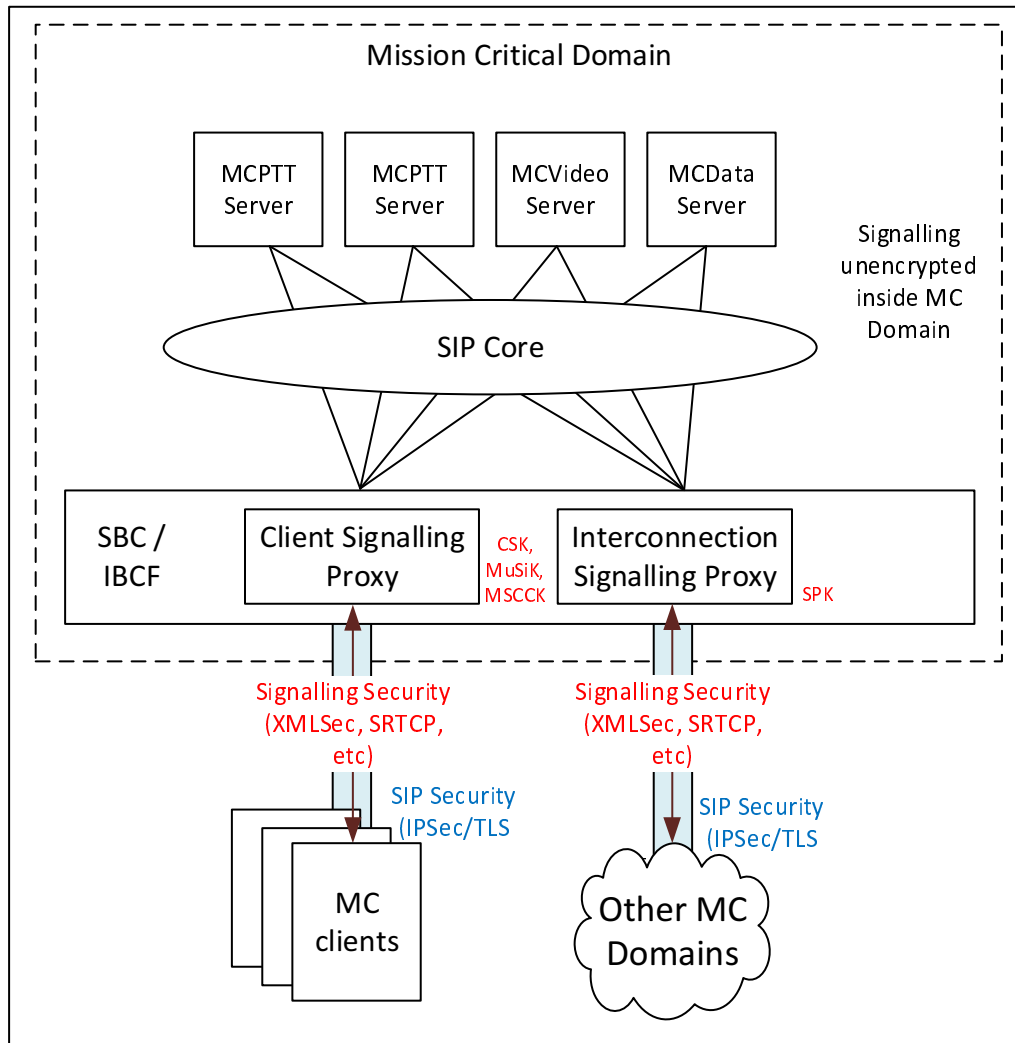 Mission Critical Domain
MCPTT
Server
MCPTT
Server
MCVideo
Server
MCData
Server
Signalling
unencrypted
inside MC
Domain
SIP Core
SBC /
IBCF
Client Signalling
Proxy
CSK,
MuSiK,
MSCCK
Interconnection
Signalling Proxy
SPK
Signalling Security
(XMLSec, SRTCP,
etc)
Signalling Security
(XMLSec, SRTCP,
etc)
SIP Security
(IPSec/TLS
SIP Security
(IPSec/TLS
MC
clients
Other MC
Domains